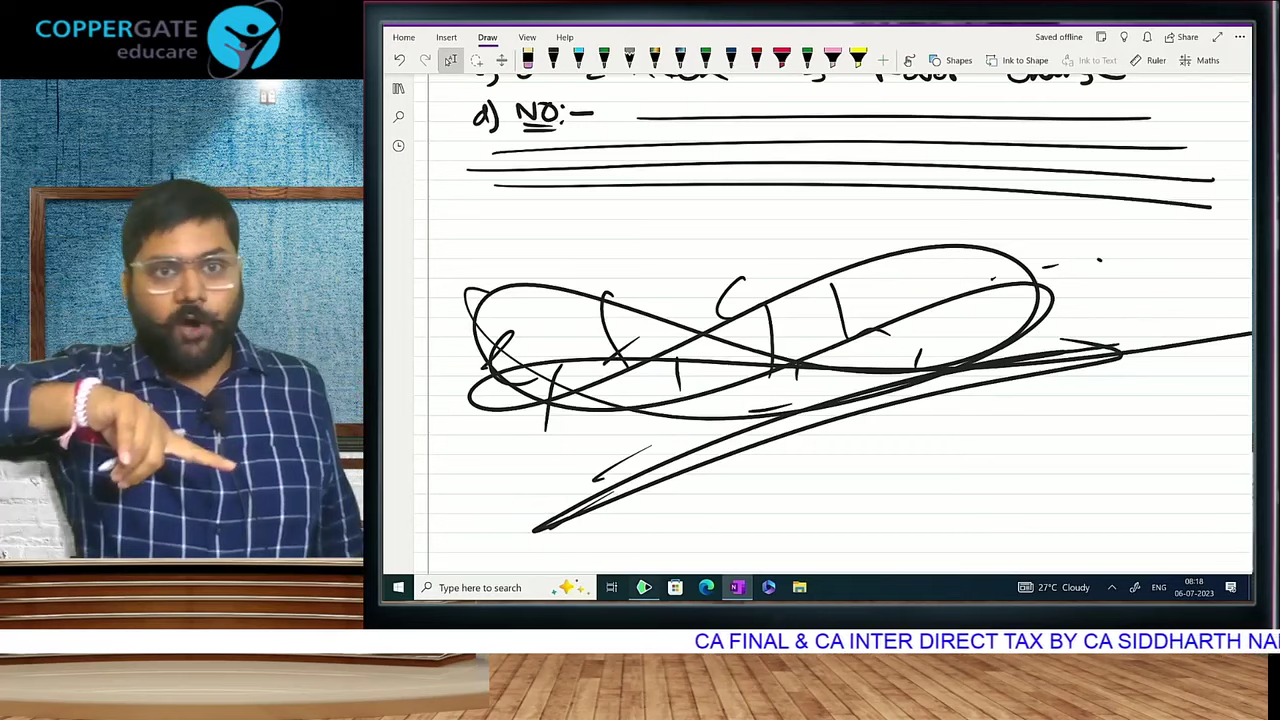 COPPERGATE
educare
Home Insert Draw View Help
Saved offline
Share
Shapes
Ink to Shape
Ink to Text
Ruler
Maths
d) NO:-
Type here to search
27°C Cloudy
ENG
08:18
06-07-2023
CA FINAL & CA INTER DIRECT TAX BY CA SIDDHARTH NA